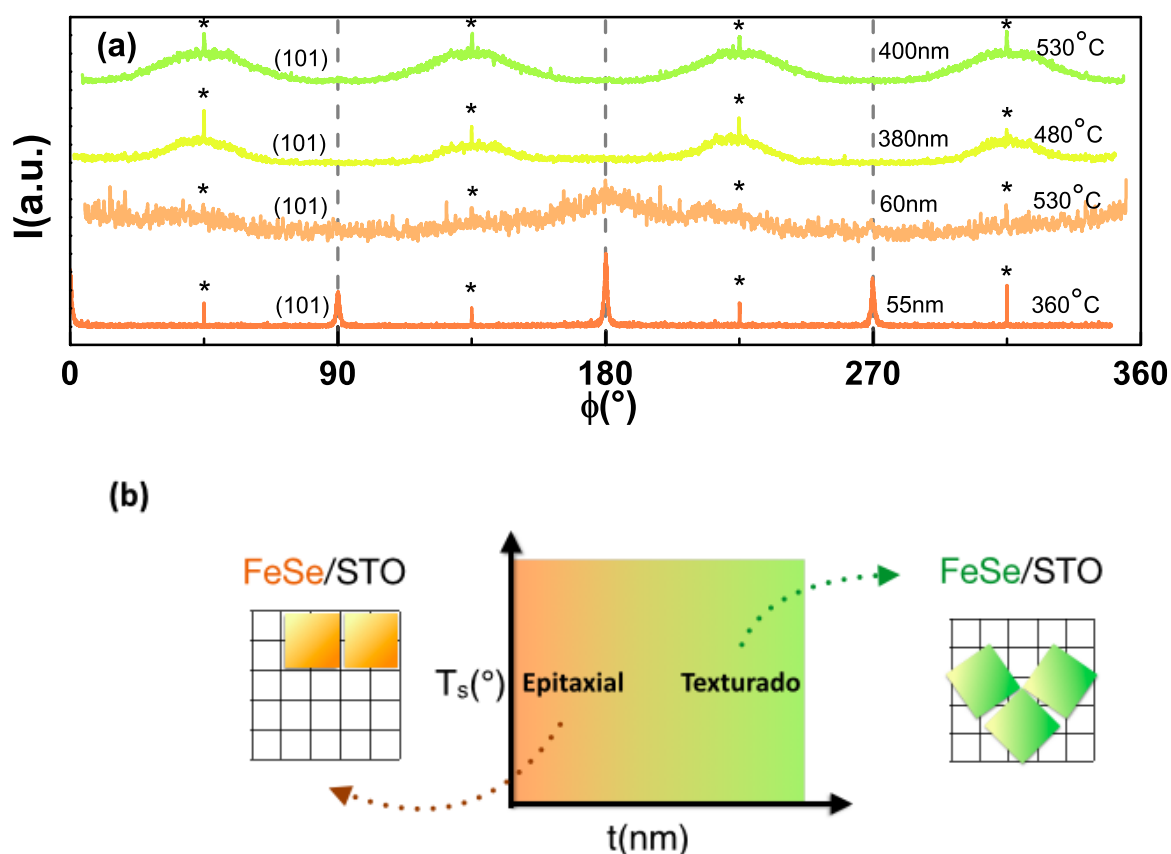 (a)
* * * *
(101) 400nm 530°C
* * * *
(101) 380nm 480°C
* * * *
(101) 60nm 530°C
* * * *
(101) 55nm 360°C
I(a.u.)
0 90 180 270 360
ϕ(°)
(b)
FeSe/STO
FeSe/STO
Ts(°)
Epitaxial
Texturado
t(nm)